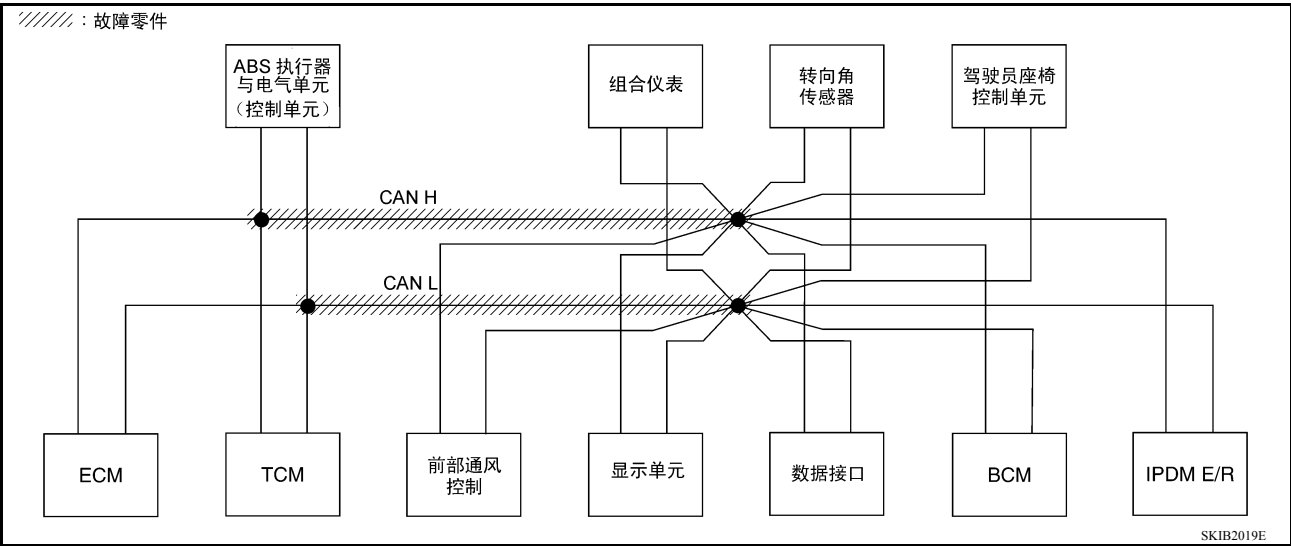 ：故障零件
ABS 执行器
与电气单元
（控制单元）
组合仪表
转向角
传感器
驾驶员座椅
控制单元
CAN H
CAN L
ECM
TCM
前部通风
控制
显示单元
数据接口
BCM
IPDM E/R
SKIB2019E